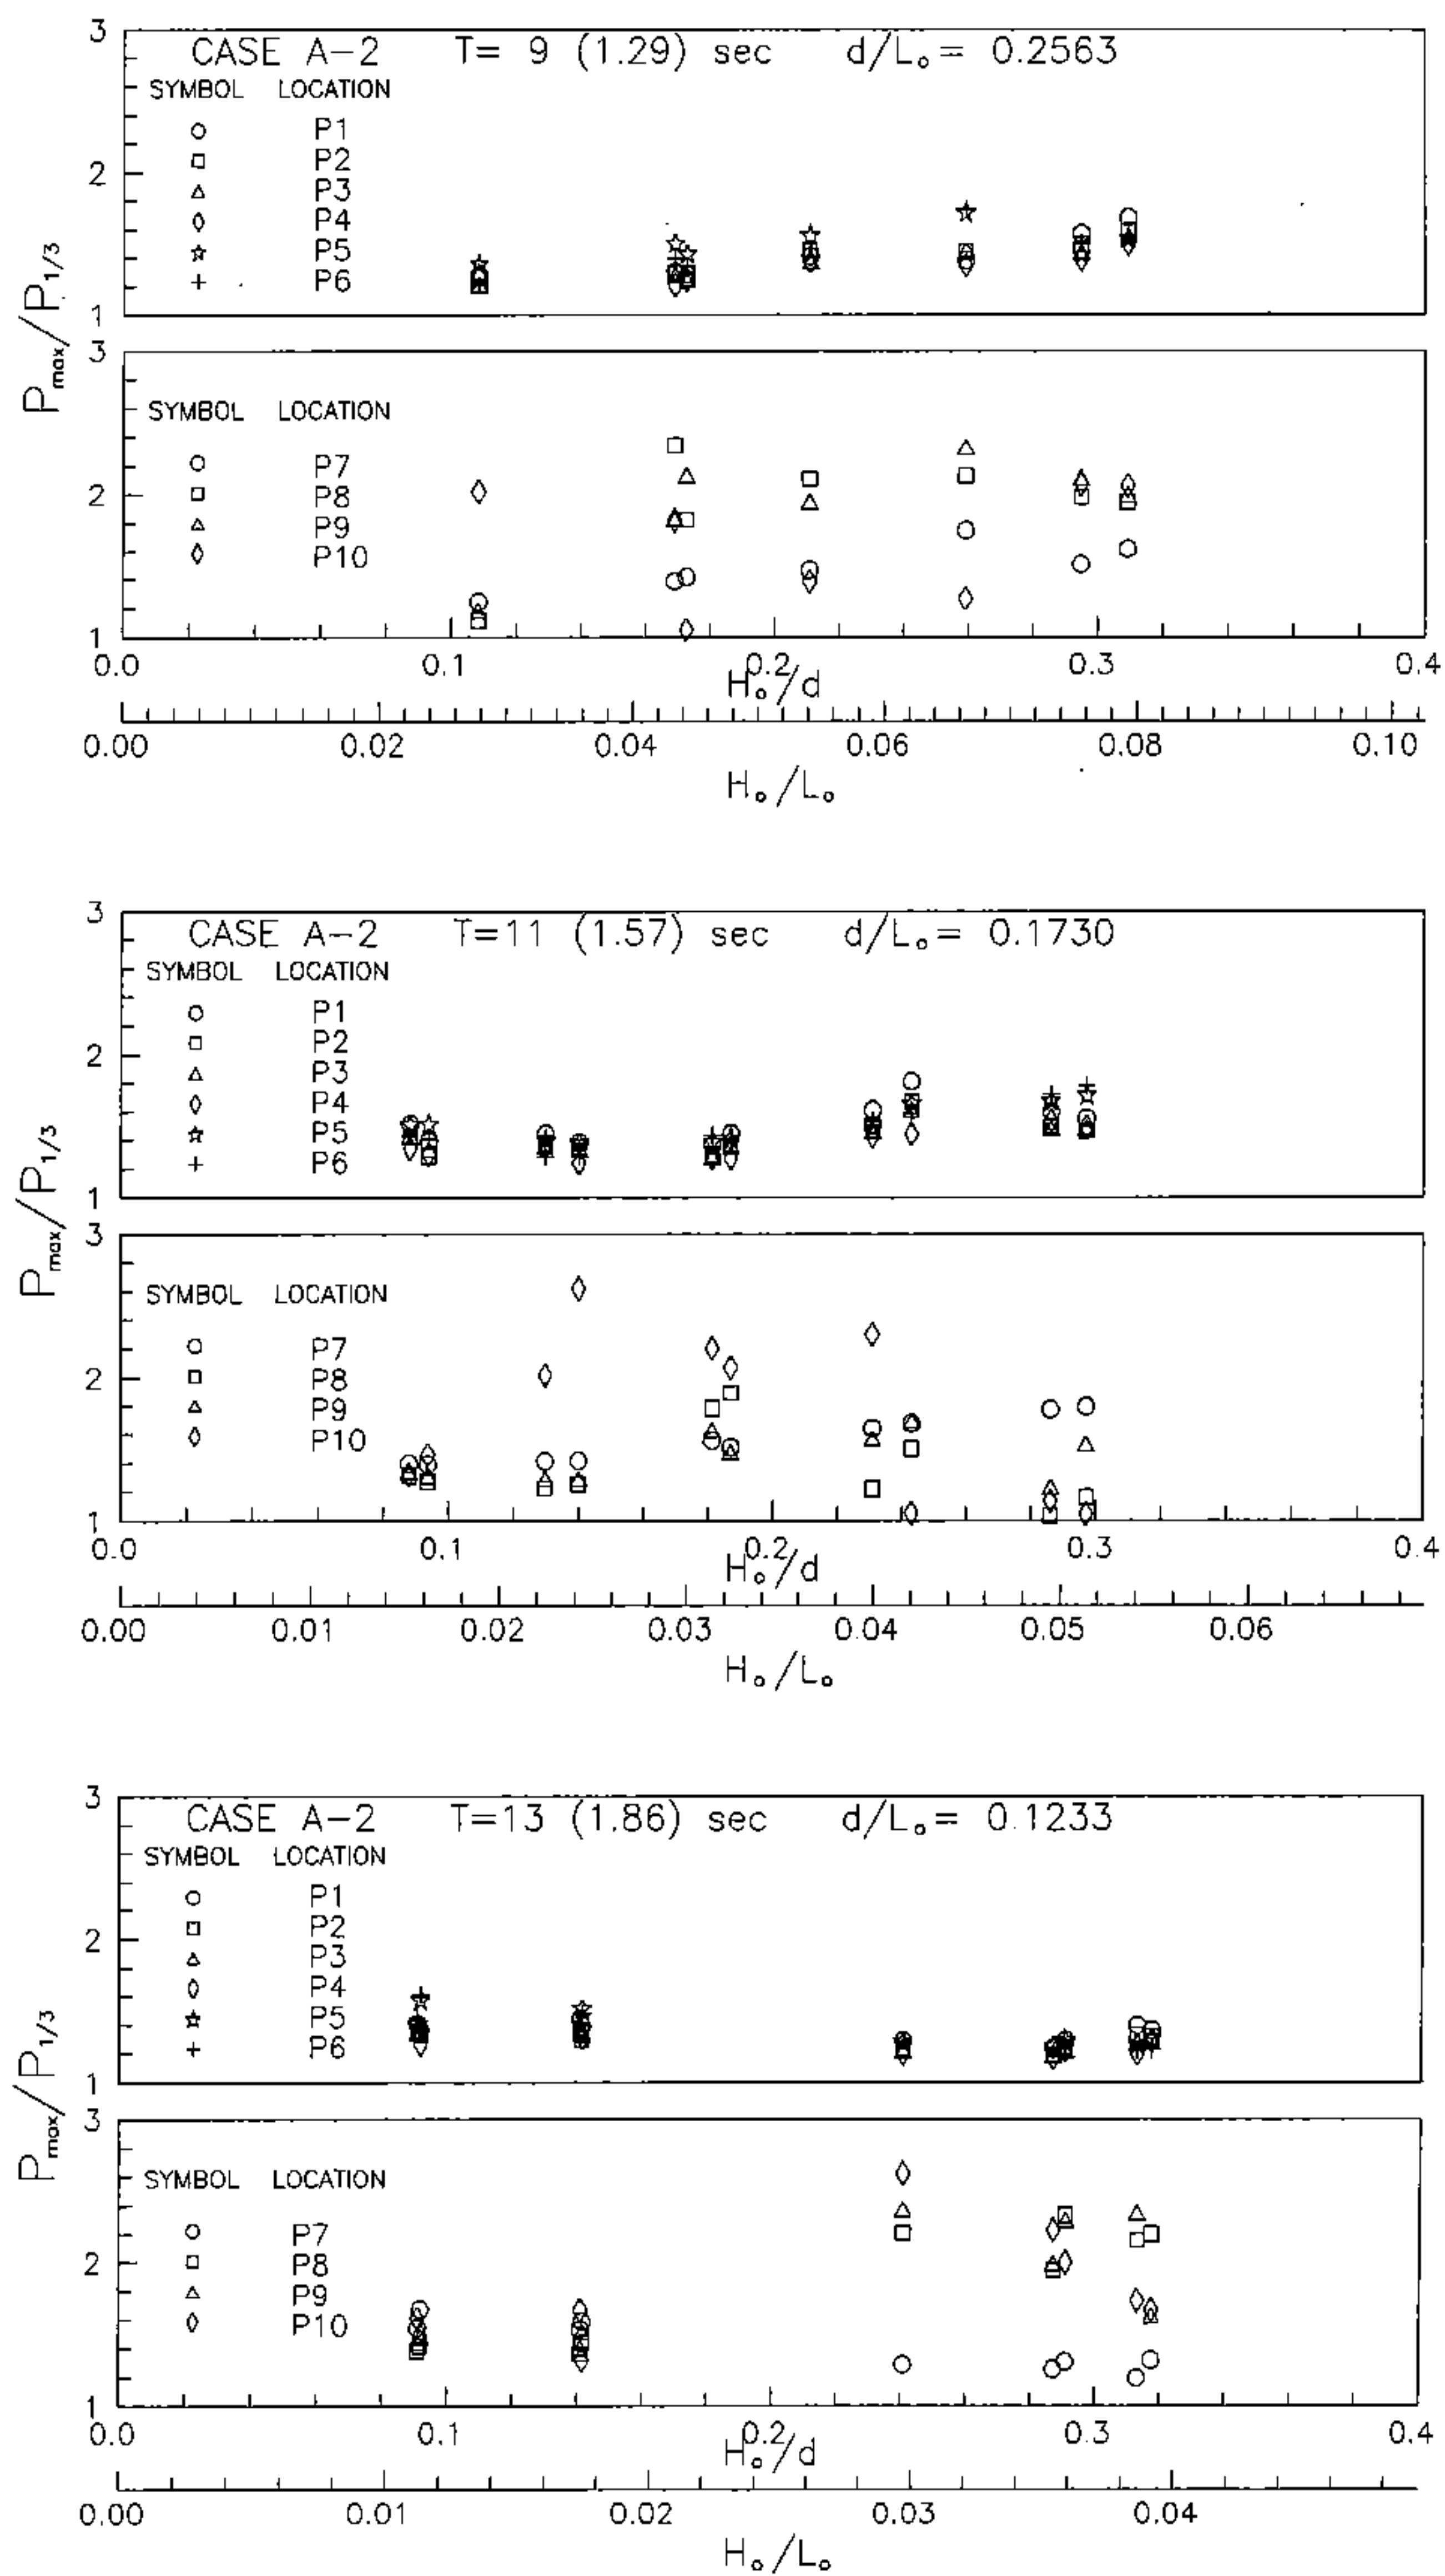 3
CASE A-2 T= 9 (1.29) sec d/L₀= 0.2563
SYMBOL LOCATION
P1
P2
2
P3
P4
P5
P6
1
Pmax/P1/3
3
SYMBOL LOCATION
P7
P8
2
P9
P10
1
0.0 0.1 0.2 0.3 0.4
H₀/d
0.00 0.02 0.04 0.06 0.08 0.10
H₀/L₀
3
CASE A-2 T=11 (1.57) sec d/L₀= 0.1730
SYMBOL LOCATION
P1
P2
2
P3
P4
P5
P6
1
Pmax/P1/3
3
SYMBOL LOCATION
P7
P8
2
P9
P10
1
0.0 0.1 0.2 0.3 0.4
H₀/d
0.00 0.01 0.02 0.03 0.04 0.05 0.06
H₀/L₀
3
CASE A-2 T=13 (1.86) sec d/L₀= 0.1233
SYMBOL LOCATION
P1
P2
2
P3
P4
P5
P6
1
Pmax/P1/3
3
SYMBOL LOCATION
P7
P8
2
P9
P10
1
0.0 0.1 0.2 0.3 0.4
H₀/d
0.00 0.01 0.02 0.03 0.04
H₀/L₀